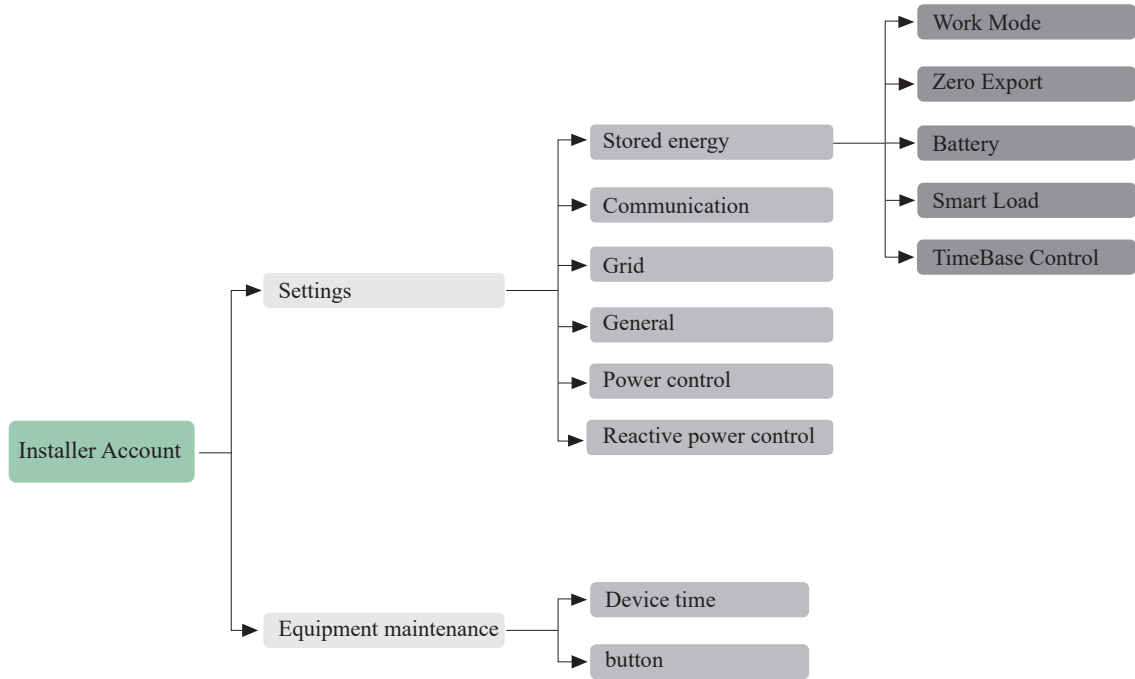 Installer Account
Settings
Stored energy
Work Mode
Zero Export
Battery
Smart Load
TimeBase Control
Communication
Grid
General
Power control
Reactive power control
Equipment maintenance
Device time
button